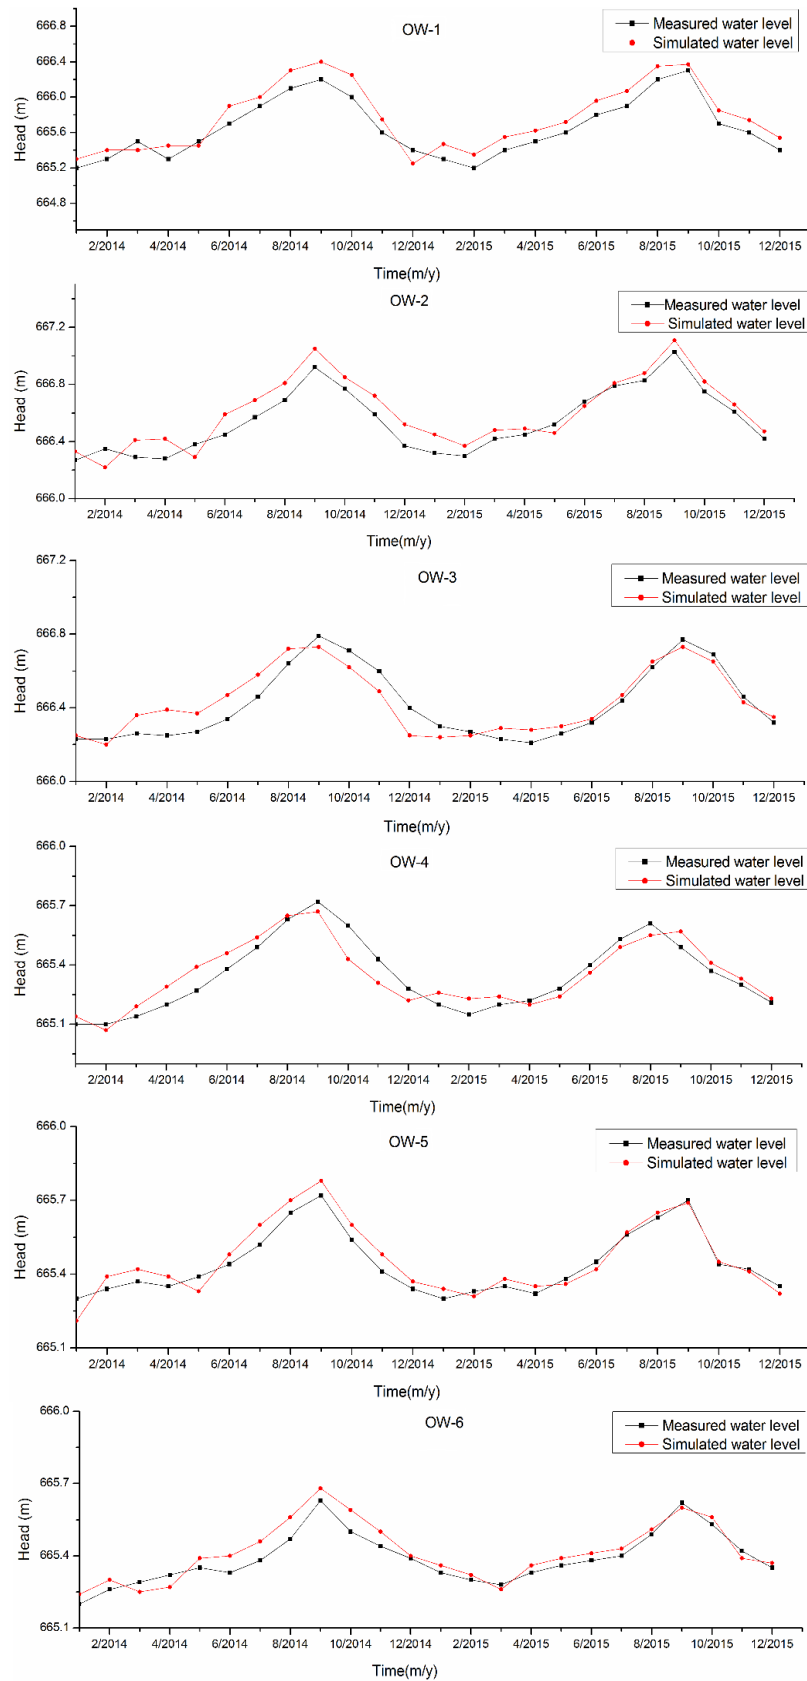 OW-1
Measured water level
Simulated water level
Head (m)
666.8
666.4
666.0
665.6
665.2
664.8
2/2014 4/2014 6/2014 8/2014 10/2014 12/2014 2/2015 4/2015 6/2015 8/2015 10/2015 12/2015
Time(m/y)
OW-2
Measured water level
Simulated water level
Head (m)
667.2
666.8
666.4
666.0
2/2014 4/2014 6/2014 8/2014 10/2014 12/2014 2/2015 4/2015 6/2015 8/2015 10/2015 12/2015
Time(m/y)
OW-3
Measured water level
Simulated water level
Head (m)
667.2
666.8
666.4
666.0
2/2014 4/2014 6/2014 8/2014 10/2014 12/2014 2/2015 4/2015 6/2015 8/2015 10/2015 12/2015
Time(m/y)
OW-4
Measured water level
Simulated water level
Head (m)
666.0
665.7
665.4
665.1
2/2014 4/2014 6/2014 8/2014 10/2014 12/2014 2/2015 4/2015 6/2015 8/2015 10/2015 12/2015
Time(m/y)
OW-5
Measured water level
Simulated water level
Head (m)
666.0
665.7
665.4
665.1
2/2014 4/2014 6/2014 8/2014 10/2014 12/2014 2/2015 4/2015 6/2015 8/2015 10/2015 12/2015
Time(m/y)
OW-6
Measured water level
Simulated water level
Head (m)
666.0
665.7
665.4
665.1
2/2014 4/2014 6/2014 8/2014 10/2014 12/2014 2/2015 4/2015 6/2015 8/2015 10/2015 12/2015
Time(m/y)